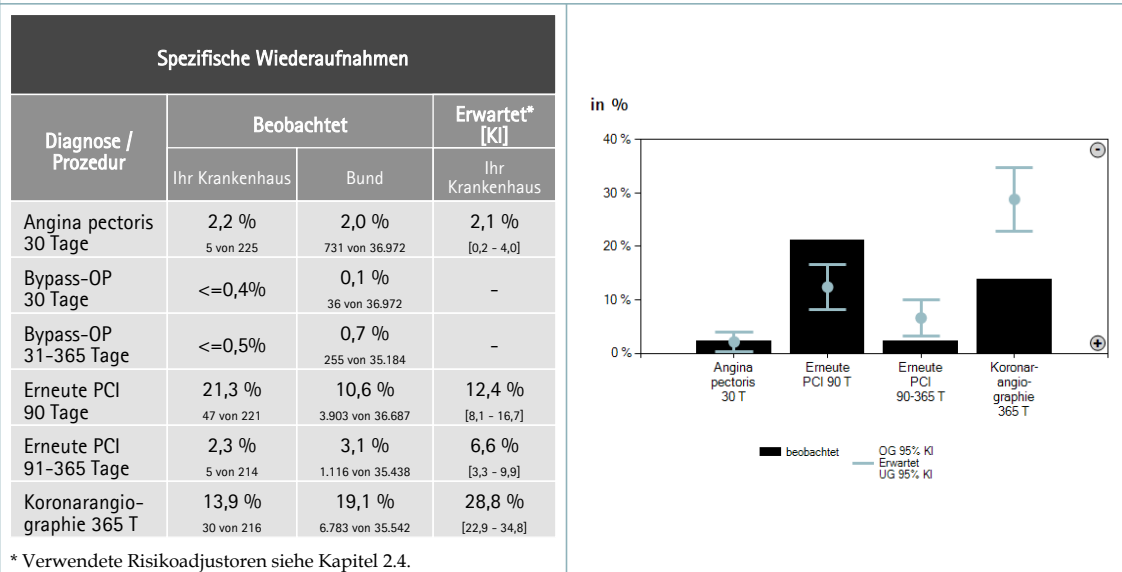 Spezifische Wiederaufnahmen
Diagnose /
Prozedur
Beobachtet
Erwartet*
[KI]
Ihr Krankenhaus
Bund
Ihr
Krankenhaus
Angina pectoris
30 Tage
2,2 %
5 von 225
2,0 %
731 von 36.972
2,1 %
[0,2 - 4,0]
Bypass-OP
30 Tage
<=0,4%
0,1 %
36 von 36.972
-
Bypass-OP
31-365 Tage
<=0,5%
0,7 %
255 von 35.184
-
Erneute PCI
90 Tage
21,3 %
47 von 221
10,6 %
3.903 von 36.687
12,4 %
[8,1 - 16,7]
Erneute PCI
91-365 Tage
2,3 %
5 von 214
3,1 %
1.116 von 35.438
6,6 %
[3,3 - 9,9]
Koronarangio-
graphie 365 T
13,9 %
30 von 216
19,1 %
6.783 von 35.542
28,8 %
[22,9 - 34,8]
* Verwendete Risikoadjustoren siehe Kapitel 2.4.
in %
40 %
30 %
20 %
10 %
0 %
-
+
Angina
pectoris
30 T
Erneute
PCI 90 T
Erneute
PCI
90-365 T
Koronar-
angio-
graphie
365 T
beobachtet
OG 95% KI
Erwartet
UG 95% KI